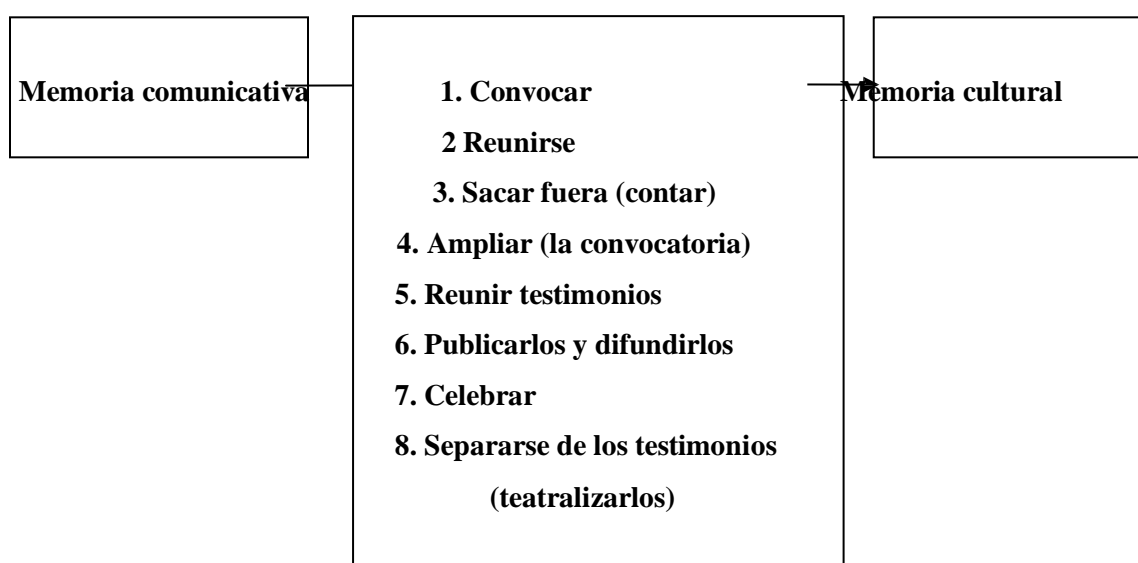 Memoria comunicativa
1. Convocar
2 Reunirse
3. Sacar fuera (contar)
4. Ampliar (la convocatoria)
5. Reunir testimonios
6. Publicarlos y difundirlos
7. Celebrar
8. Separarse de los testimonios
(teatralizarlos)
Memoria cultural